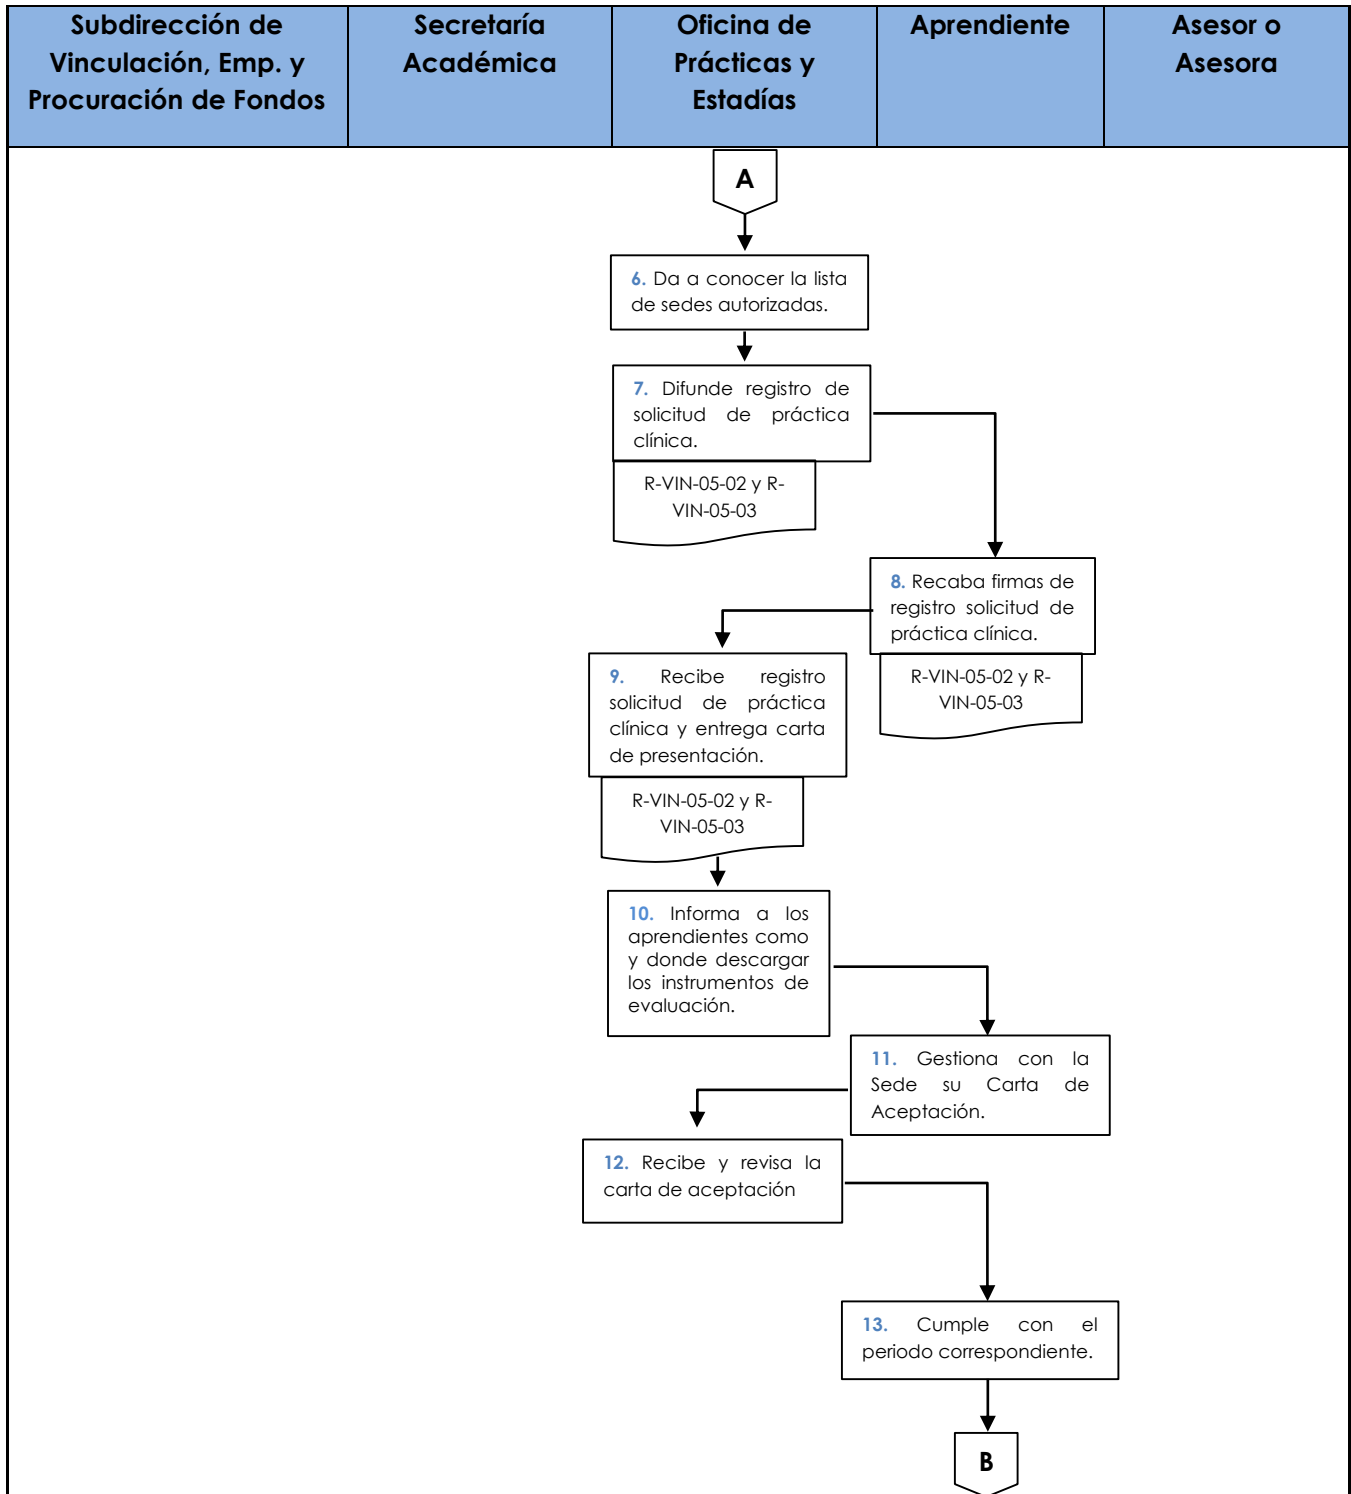 Subdirección de
Vinculación, Emp. y
Procuración de Fondos
Secretaría
Académica
Oficina de
Prácticas y
Estadías
Aprendiente
Asesor o
Asesora
A
6. Da a conocer la lista
de sedes autorizadas.
7. Difunde registro de
solicitud de práctica
clínica.
R-VIN-05-02 y R-
VIN-05-03
8. Recaba firmas de
registro solicitud de
práctica clínica.
R-VIN-05-02 y R-
VIN-05-03
9. Recibe registro
solicitud de práctica
clínica y entrega carta
de presentación.
R-VIN-05-02 y R-
VIN-05-03
10. Informa a los
aprendientes como
y donde descargar
los instrumentos de
evaluación.
11. Gestiona con la
Sede su Carta de
Aceptación.
12. Recibe y revisa la
carta de aceptación
13. Cumple con el
periodo correspondiente.
B